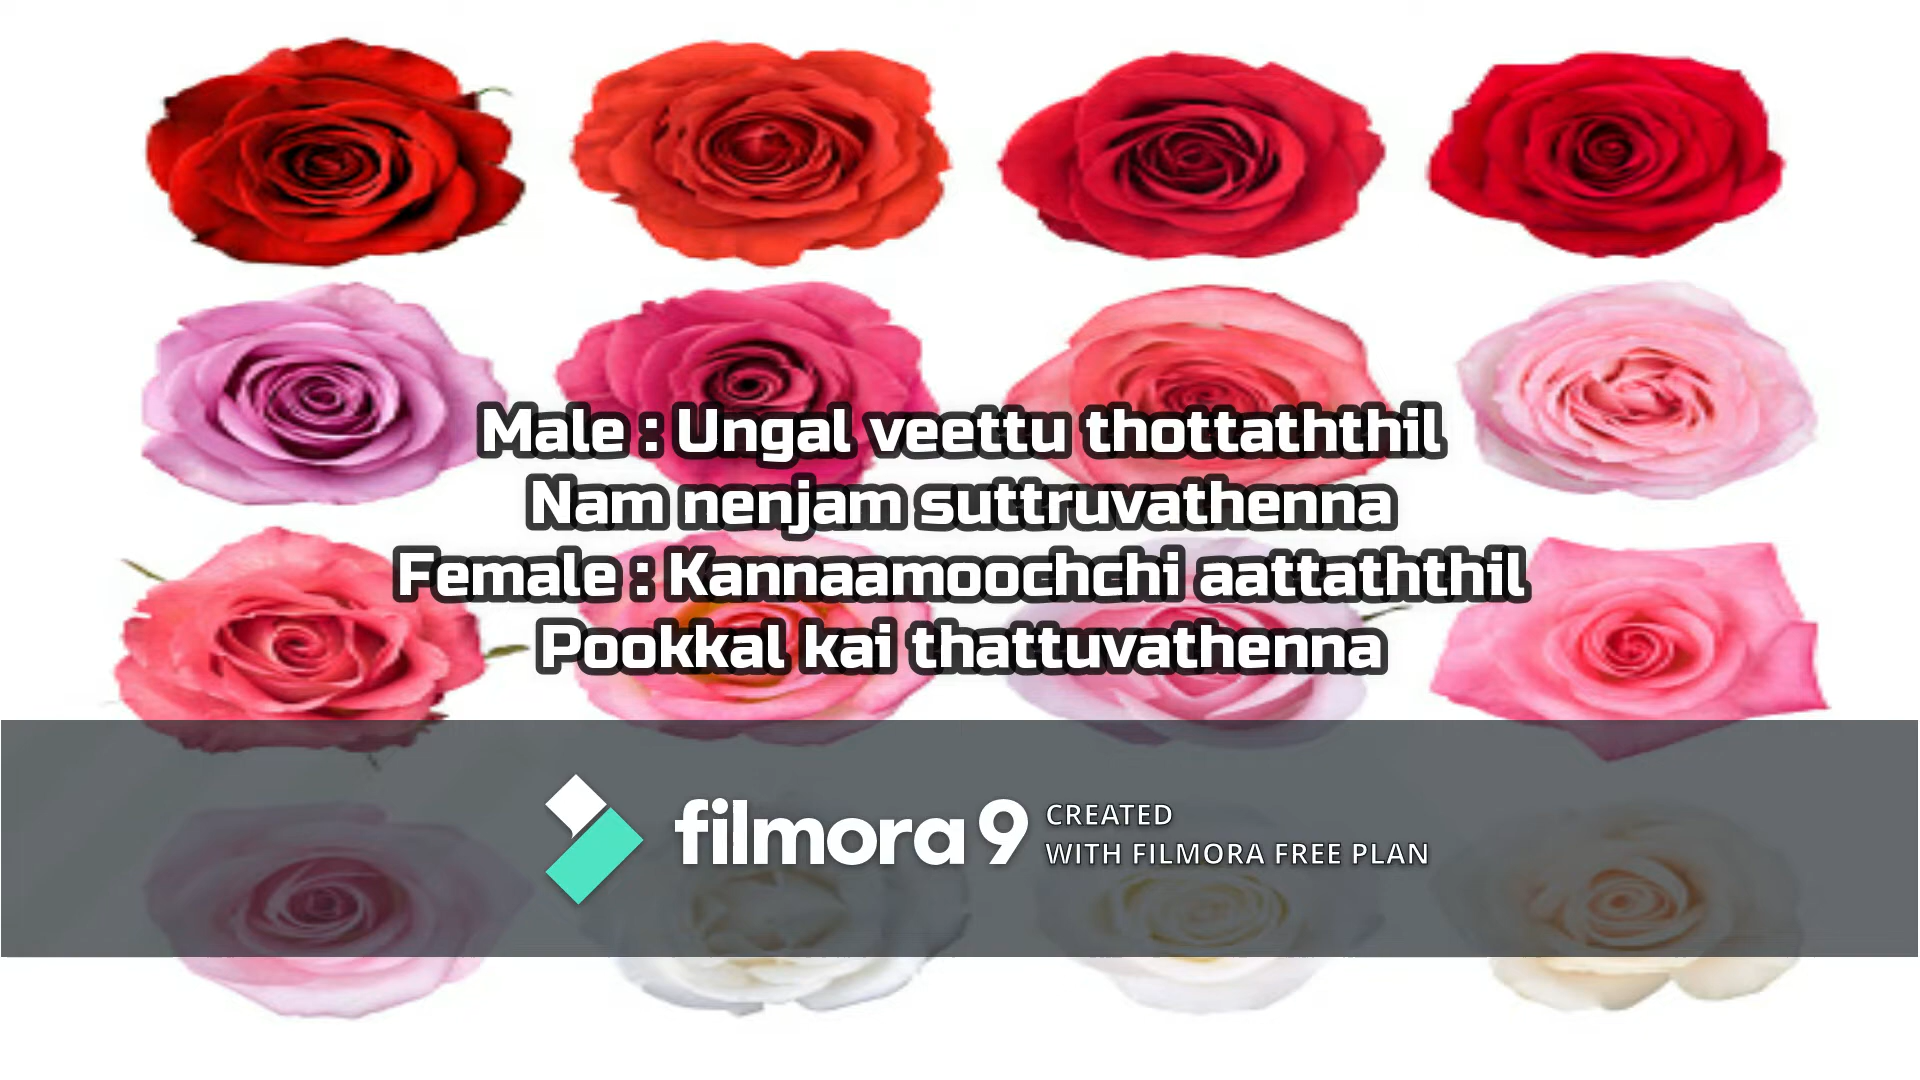 Male : Ungal veettu thottaththil
Nam nenjam suttruvathenna
Female : Kannaamoochchi aattaththil
Pookkal kai thattuvathenna
filmora 9
CREATED
WITH FILMORA FREE PLAN